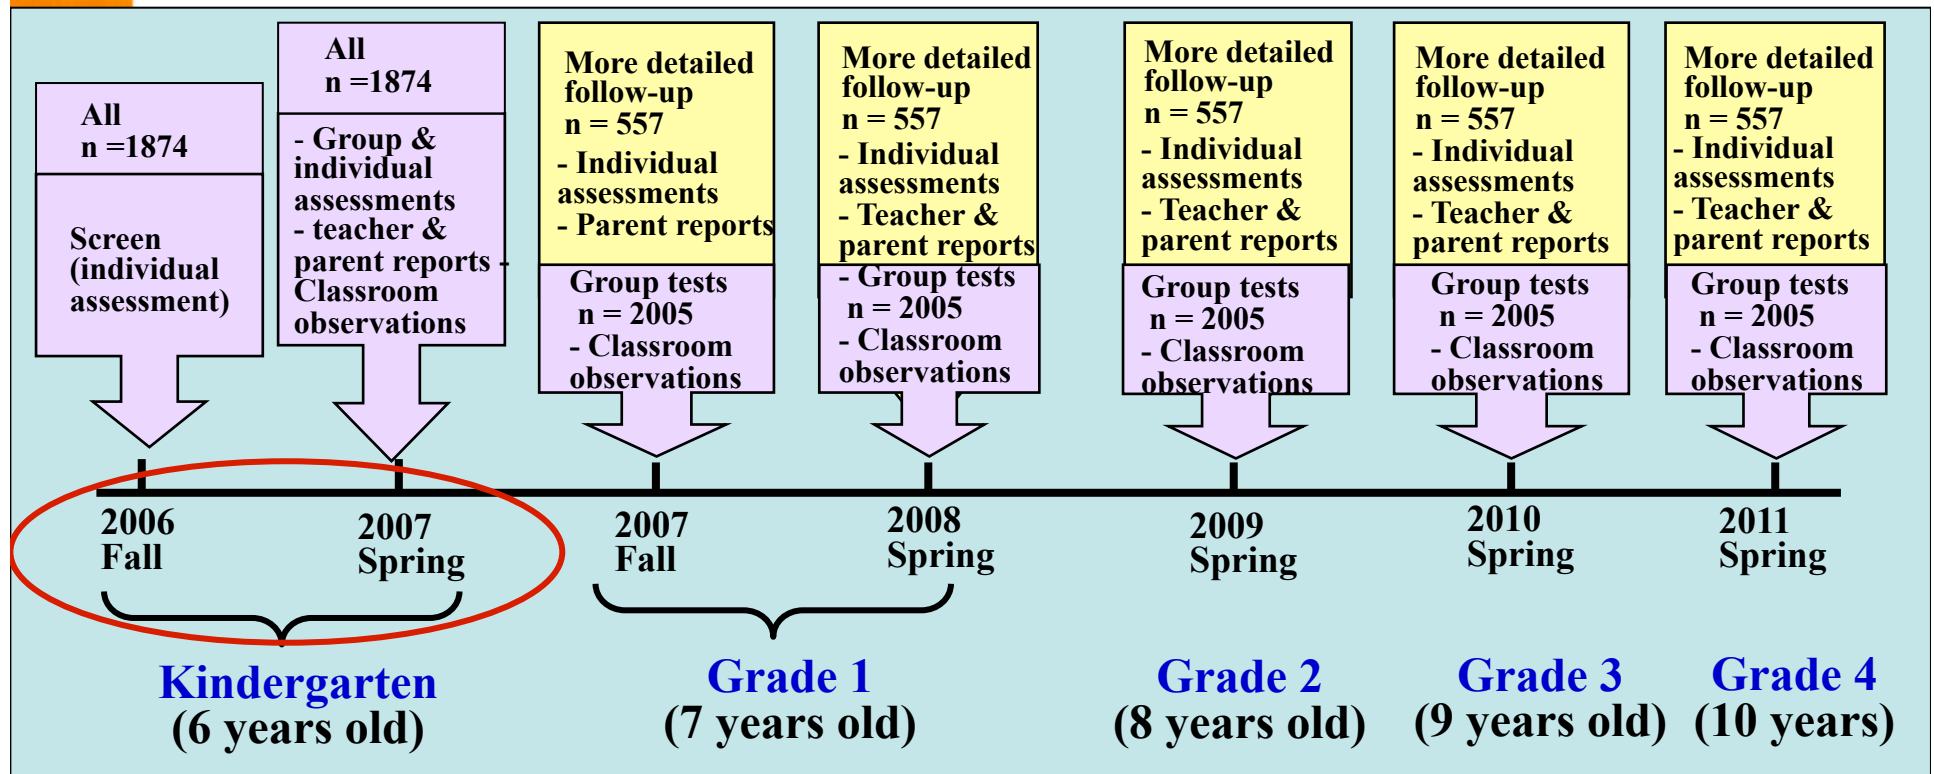 All
n =1874
Screen
(individual
assessment)
All
n =1874
- Group &
individual
assessments
- teacher &
parent reports -
Classroom
observations
More detailed
follow-up
n = 557
- Individual
assessments
- Parent reports
Group tests
n = 2005
- Classroom
observations
More detailed
follow-up
n = 557
- Individual
assessments
- Teacher &
parent reports
- Group tests
n = 2005
- Classroom
observations
More detailed
follow-up
n = 557
- Individual
assessments
- Teacher &
parent reports
Group tests
n = 2005
- Classroom
observations
More detailed
follow-up
n = 557
- Individual
assessments
- Teacher &
parent reports
Group tests
n = 2005
- Classroom
observations
More detailed
follow-up
n = 557
- Individual
assessments
- Teacher &
parent reports
Group tests
n = 2005
- Classroom
observations
2006
Fall
2007
Spring
2007
Fall
2008
Spring
2009
Spring
2010
Spring
2011
Spring
Kindergarten
(6 years old)
Grade 1
(7 years old)
Grade 2
(8 years old)
Grade 3
(9 years old)
Grade 4
(10 years)